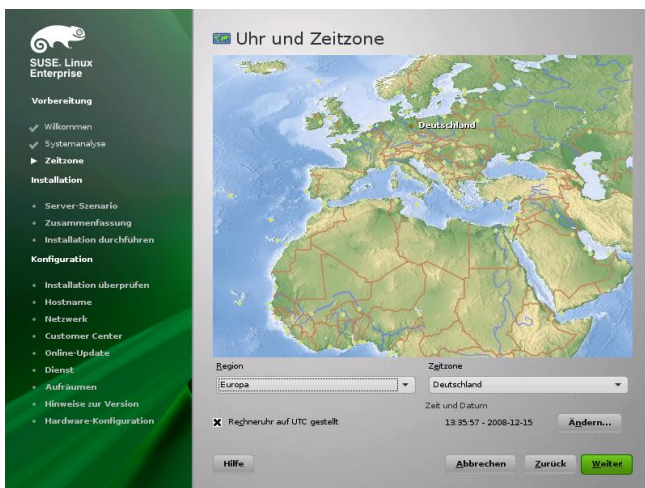 SUSE. Linux
Enterprise
Vorbereitung
Willkommen
Systemanalyse
Zeitzone
Installation
Server-Szenario
Zusammenfassung
Installation durchführen
Konfiguration
Installation überprüfen
Hostname
Netzwerk
Customer Center
Online-Update
Dienst
Aufräumen
Hinweise zur Version
Hardware-Konfiguration
Uhr und Zeitzone
Deutschland
Region
Europa
Zeitzone
Deutschland
Rechneruhr auf UTC gestellt
Zeit und Datum
13:35:57 - 2008-12-15
Ändern...
Hilfe
Abbrechen
Zurück
Weiter